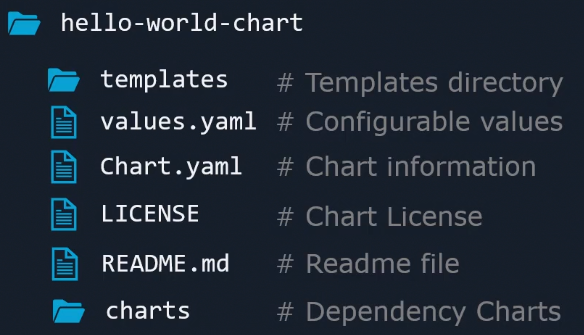 hello-world-chart
templates # Templates directory
values.yaml # Configurable values
Chart.yaml # Chart information
LICENSE # Chart License
README.md # Readme file
charts # Dependency Charts